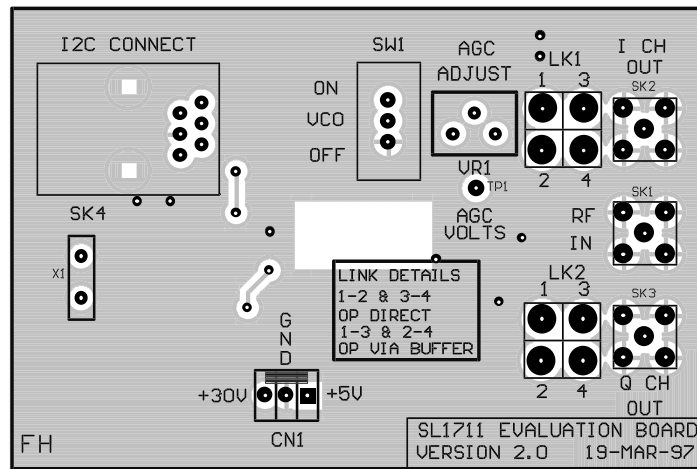 I2C CONNECT
SW1
AGC
ADJUST
LK1
I CH
OUT
SK2
1 3
ON
VCO
OFF
2 4
VR1
TP1
AGC
VOLTS
SK4
SK1
RF
IN
X1
LINK DETAILS
1-2 & 3-4
OP DIRECT
1-3 & 2-4
OP VIA BUFFER
LK2
1 3
SK3
2 4
Q CH
OUT
GND
+30V
+5V
CN1
FH
SL1711 EVALUATION BOARD
VERSION 2.0 19-MAR-97